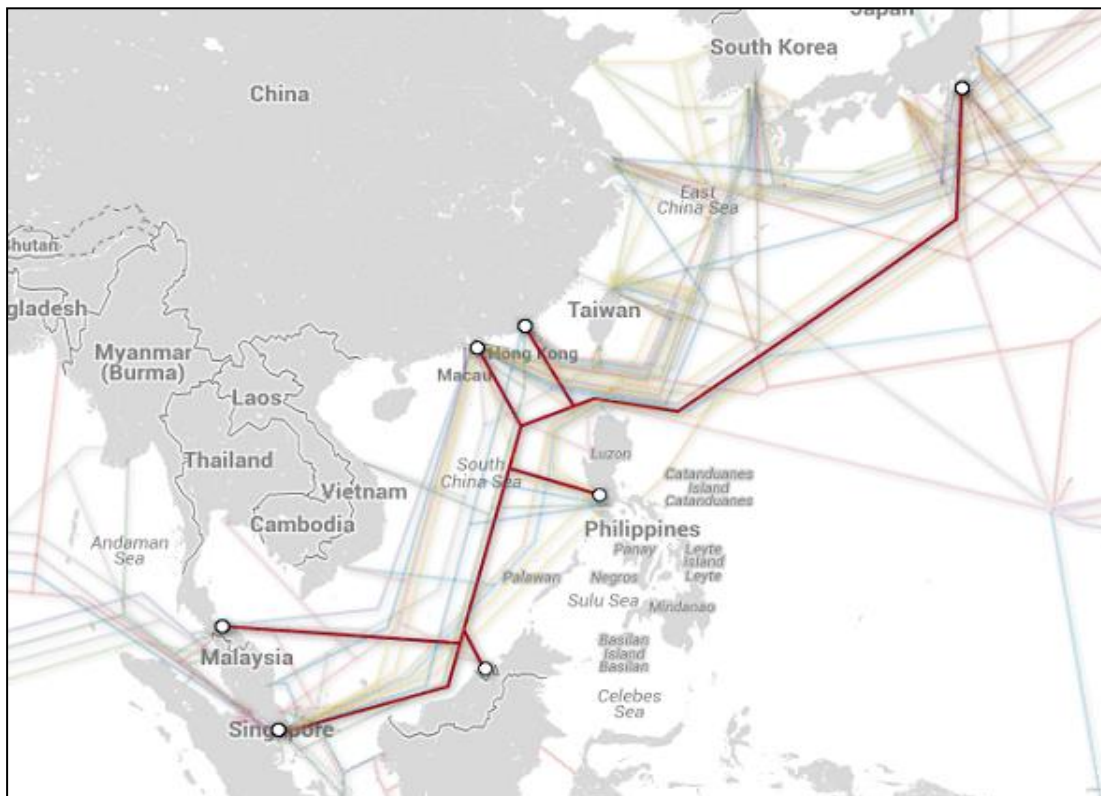 Japan
South Korea
China
East
China Sea
Bhutan
gladesh
Taiwan
Hong Kong
Macau
Myanmar
(Burma)
Laos
Thailand
Luzon
South
China Sea
Catanduanes
Island
Catanduanes
Vietnam
Cambodia
Philippines
Andaman
Sea
Panay
Leyte
Island
Leyte
Palawan
Negros
Sulu Sea
Mindanao
Basilan
Island
Basilan
Malaysia
Celebes
Sea
Singapore